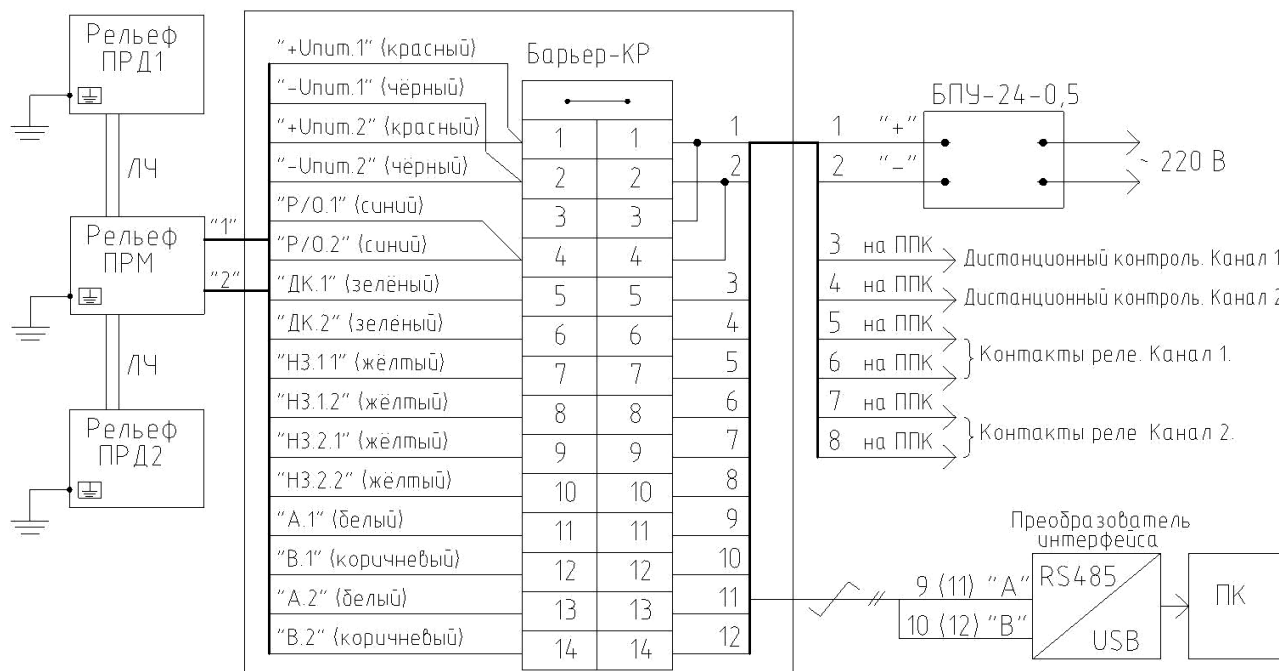 Рельеф
ПРД1
ЛЧ
Рельеф
ПРМ
"1"
"2"
ЛЧ
Рельеф
ПРД2
"+Uпит.1" (красный)
"-Uпит.1" (чёрный)
"+Uпит.2" (красный)
"-Uпит.2" (чёрный)
"Р/О.1" (синий)
"Р/О.2" (синий)
"ДК.1" (зелёный)
"ДК.2" (зелёный)
"НЗ.1 1" (жёлтый)
"НЗ.1.2" (жёлтый)
"НЗ.2.1" (жёлтый)
"НЗ.2.2" (жёлтый)
"А.1" (белый)
"В.1" (коричневый)
"А.2" (белый)
"В.2" (коричневый)
Барьер-КР
1 1
2 2
3 3
4 4
5 5
6 6
7 7
8 8
9 9
10 10
11 11
12 12
13 13
14 14
1
2
3
4
5
6
7
8
9
10
11
12
БПУ-24-0,5
1 "+"
2 "-"
~ 220 В
3 на ППК Дистанционный контроль. Канал 1
4 на ППК Дистанционный контроль. Канал 2
5 на ППК
6 на ППК
Контакты реле. Канал 1.
7 на ППК
8 на ППК
Контакты реле Канал 2.
Преобразователь
интерфейса
9 (11) "А"
10 (12) "В"
RS485
USB
ПК